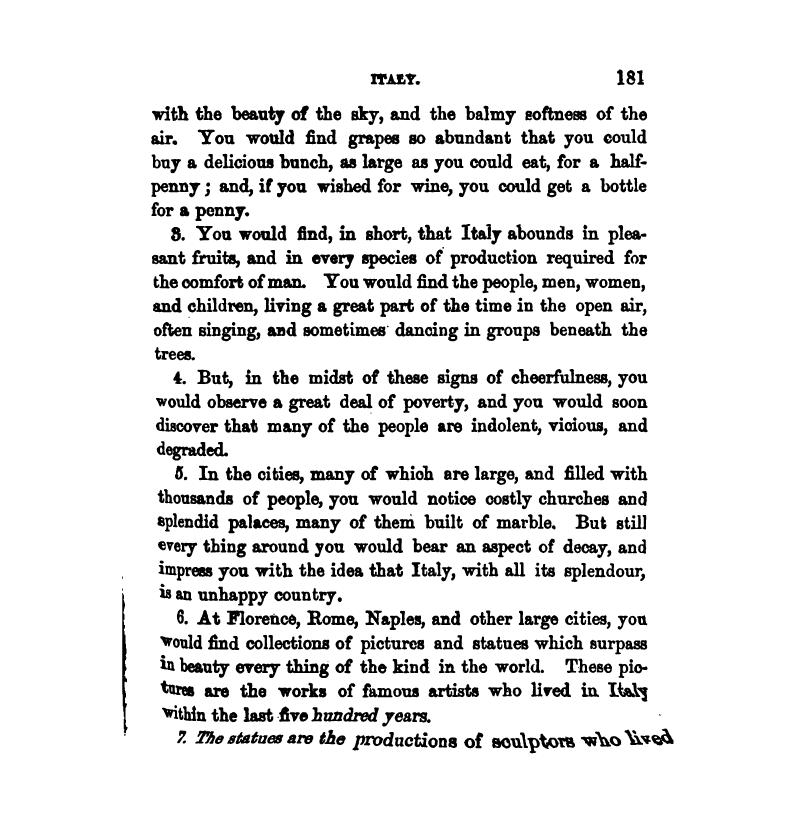 ITALY. 181
with the beauty of the sky, and the balmy softness of the
air. You would find grapes so abundant that you could
buy a delicious bunch, as large as you could eat, for a half-
penny; and, if you wished for wine, you could get a bottle
for a penny.
3. You would find, in short, that Italy abounds in plea-
sant fruits, and in every species of production required for
the comfort of man. You would find the people, men, women,
and children, living a great part of the time in the open air,
often singing, and sometimes dancing in groups beneath the
trees.
4. But, in the midst of these signs of cheerfulness, you
would observe a great deal of poverty, and you would soon
discover that many of the people are indolent, vicious, and
degraded.
5. In the cities, many of which are large, and filled with
thousands of people, you would notice costly churches and
splendid palaces, many of them built of marble. But still
every thing around you would bear an aspect of decay, and
impress you with the idea that Italy, with all its splendour,
is an unhappy country.
6. At Florence, Rome, Naples, and other large cities, you
would find collections of pictures and statues which surpass
in beauty every thing of the kind in the world. These pic-
tures are the works of famous artists who lived in Italy
within the last five hundred years.
7. The statues are the productions of sculptors who lived